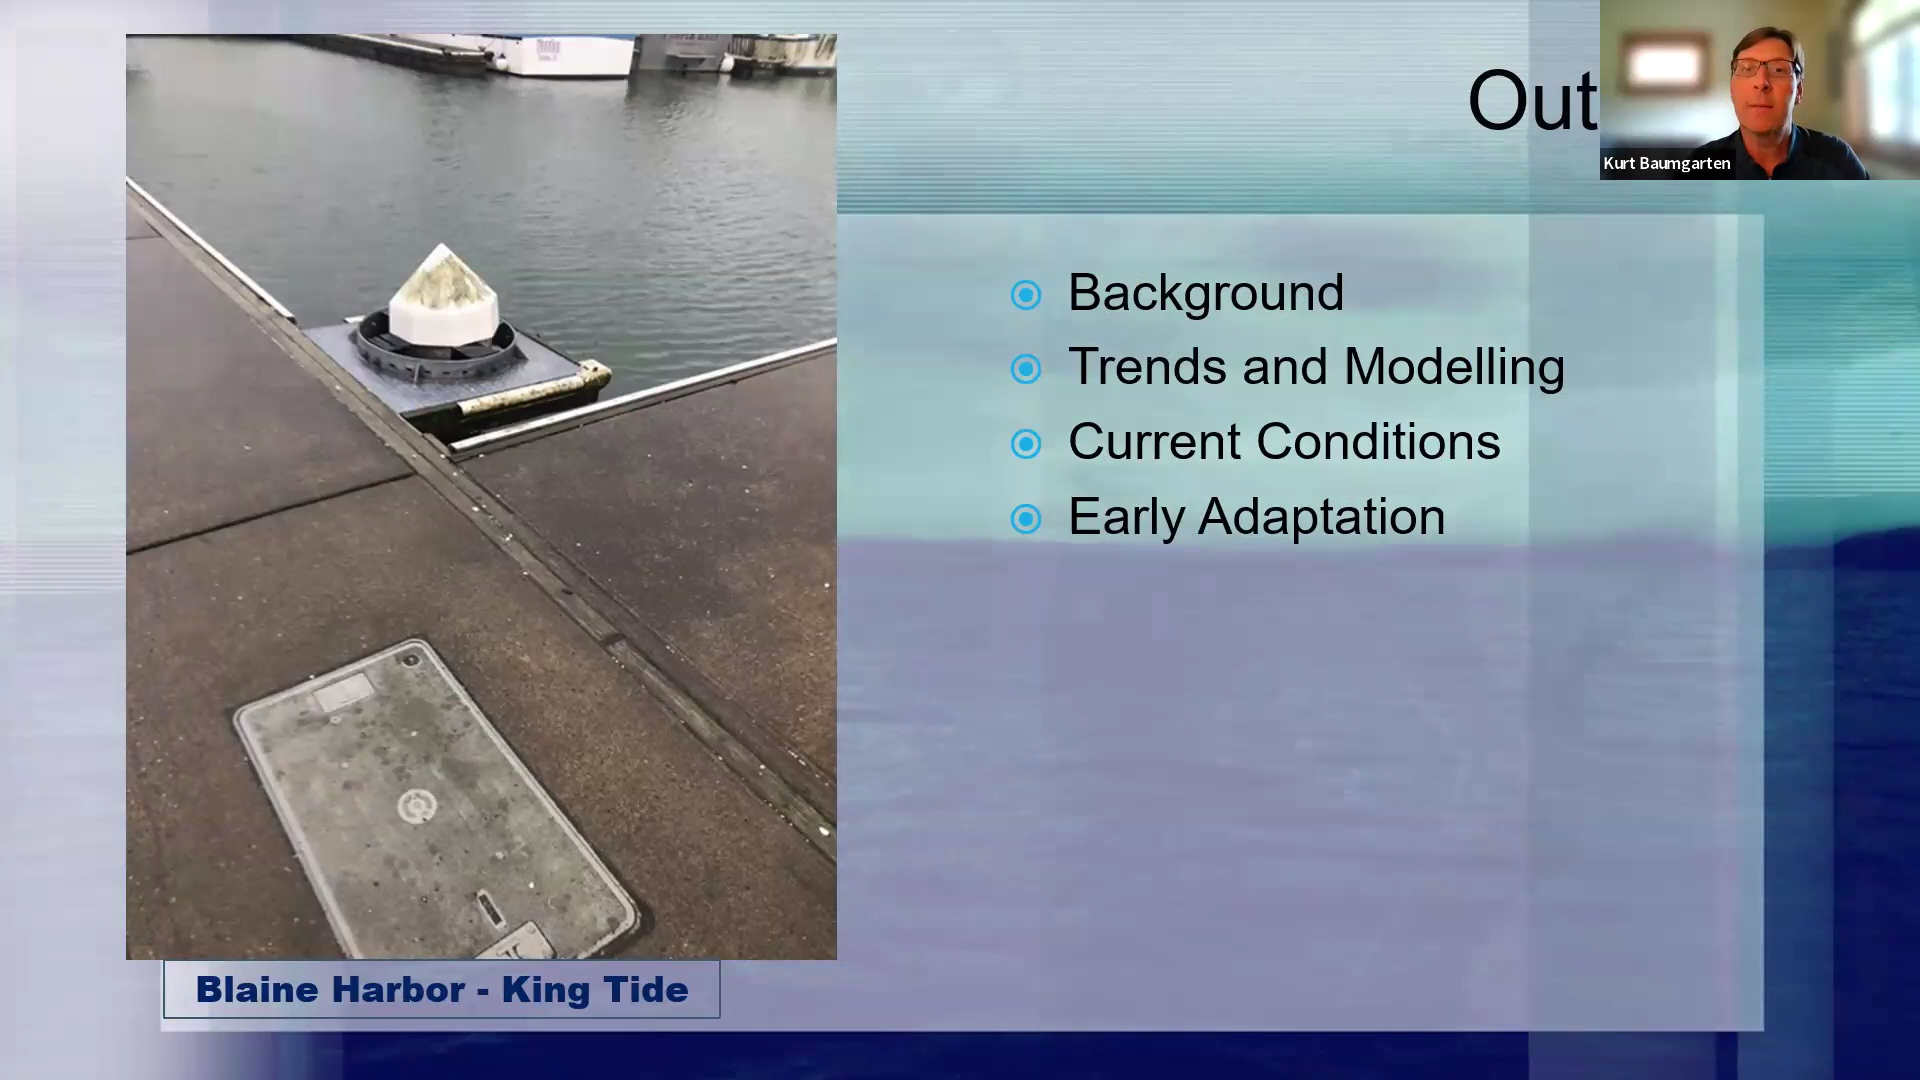 Out
Kurt Baumgarten
Background
Trends and Modelling
Current Conditions
Early Adaptation
Blaine Harbor - King Tide